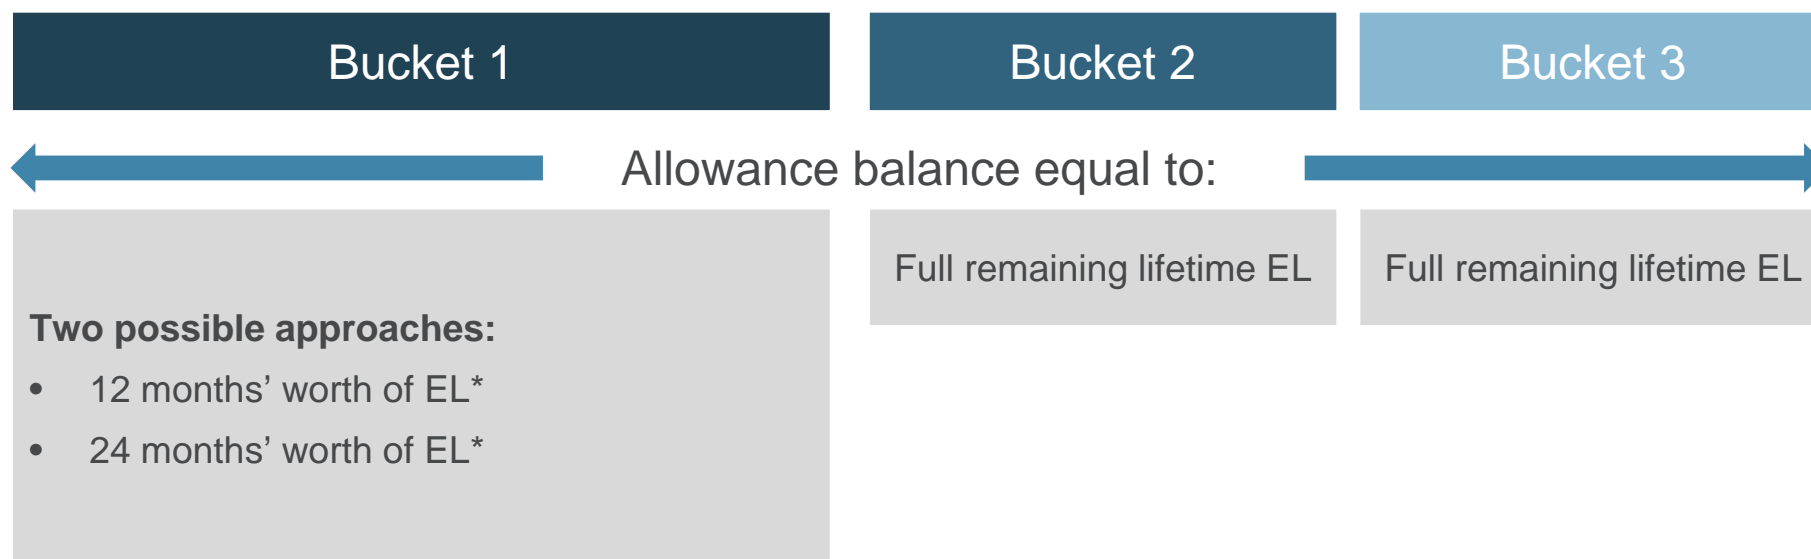 Bucket 1
Bucket 2
Bucket 3
Allowance balance equal to:
Full remaining lifetime EL
Full remaining lifetime EL
Two possible approaches:
• 12 months’ worth of EL*
• 24 months’ worth of EL*